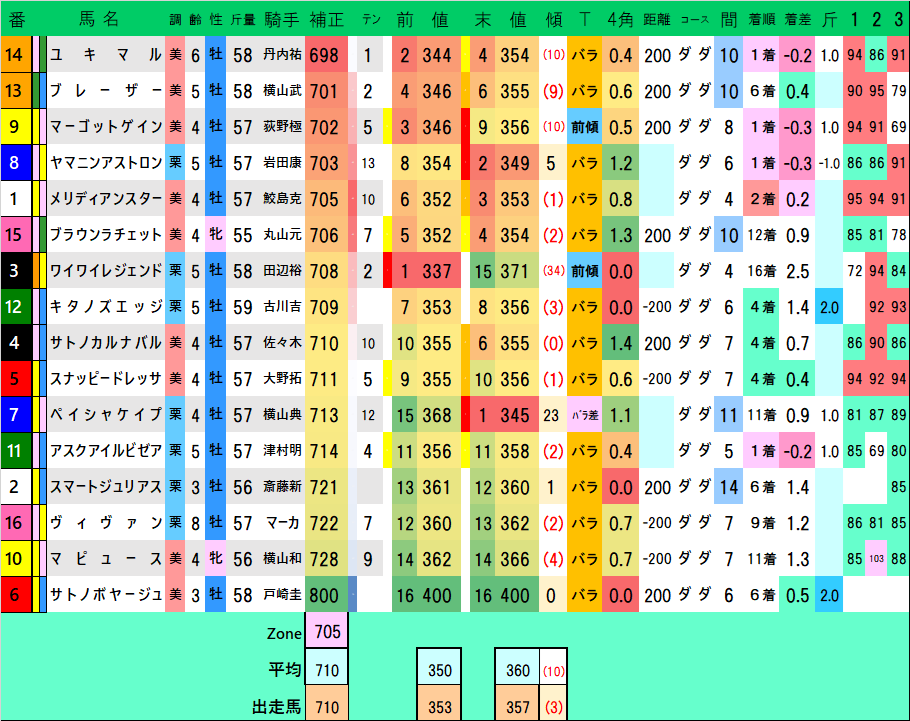 番 馬名 調 齢 性 斤量 騎手 補正 テン 前 値 末 値 傾 T 4角 距離 コース 間 着順 着差 斤 1 2 3
14 ユキマル 美 6 牡 58 丹内祐 698 1 2 344 4 354 (10) バラ 0.4 200 ダ ダ 10 1着 -0.2 1.0 94 86 91
13 ブレーザー 美 5 牡 58 横山武 701 2 4 346 6 355 (9) バラ 0.6 200 ダ ダ 10 6着 0.4 90 95 79
9 マーゴットゲイン 美 4 牡 57 荻野極 702 5 3 346 9 356 (10) 前傾 0.5 200 ダ ダ 8 1着 -0.3 1.0 94 91 69
8 ヤマニンアストロン 栗 5 牡 57 岩田康 703 13 8 354 2 349 5 バラ 1.2 ダ ダ 6 1着 -0.3 -1.0 86 86 91
1 メリディアンスター 美 4 牡 57 鮫島克 705 10 6 352 3 353 (1) バラ 0.8 ダ ダ 4 2着 0.2 95 94 91
15 ブラウンラチェット 美 4 牝 55 丸山元 706 7 5 352 4 354 (2) バラ 1.3 200 ダ ダ 10 12着 0.9 85 81 78
3 ワイワイレジェンド 栗 5 牡 58 田辺裕 708 2 1 337 15 371 (34) 前傾 0.0 ダ ダ 4 16着 2.5 72 94 84
12 キタノズエッジ 栗 5 牡 59 古川吉 709 7 353 8 356 (3) バラ 0.0 -200 ダ ダ 6 4着 1.4 2.0 92 93
4 サトノカルナバル 美 4 牡 57 佐々木 710 10 10 355 6 355 (0) バラ 1.4 200 ダ ダ 7 4着 0.7 86 90 86
5 スナッピードレッサ 美 4 牡 57 大野拓 711 5 9 355 10 356 (1) バラ 0.6 -200 ダ ダ 7 4着 0.4 94 92 94
7 ペイシャケイプ 栗 4 牡 57 横山典 713 12 15 368 1 345 23 バラ差 1.1 ダ ダ 11 11着 0.9 1.0 81 87 89
11 アスクアイルビゼア 栗 5 牡 57 津村明 714 4 11 356 11 358 (2) バラ 0.4 ダ ダ 5 1着 -0.2 1.0 85 69 80
2 スマートジュリアス 栗 3 牡 56 斎藤新 721 13 361 12 360 1 バラ 0.0 200 ダ ダ 14 6着 1.4 85
16 ヴィヴァン 栗 8 牡 57 マーカ 722 7 12 360 13 362 (2) バラ 0.7 -200 ダ ダ 7 9着 1.2 86 81 85
10 マピュース 美 4 牝 56 横山和 728 9 14 362 14 366 (4) バラ 0.7 -200 ダ ダ 7 11着 1.3 85 103 88
6 サトノボヤージュ 美 3 牡 58 戸崎圭 800 16 400 16 400 0 バラ 0.0 200 ダ ダ 6 6着 0.5 2.0
Zone 705
平均 710 350 360 (10)
出走馬 710 353 357 (3)